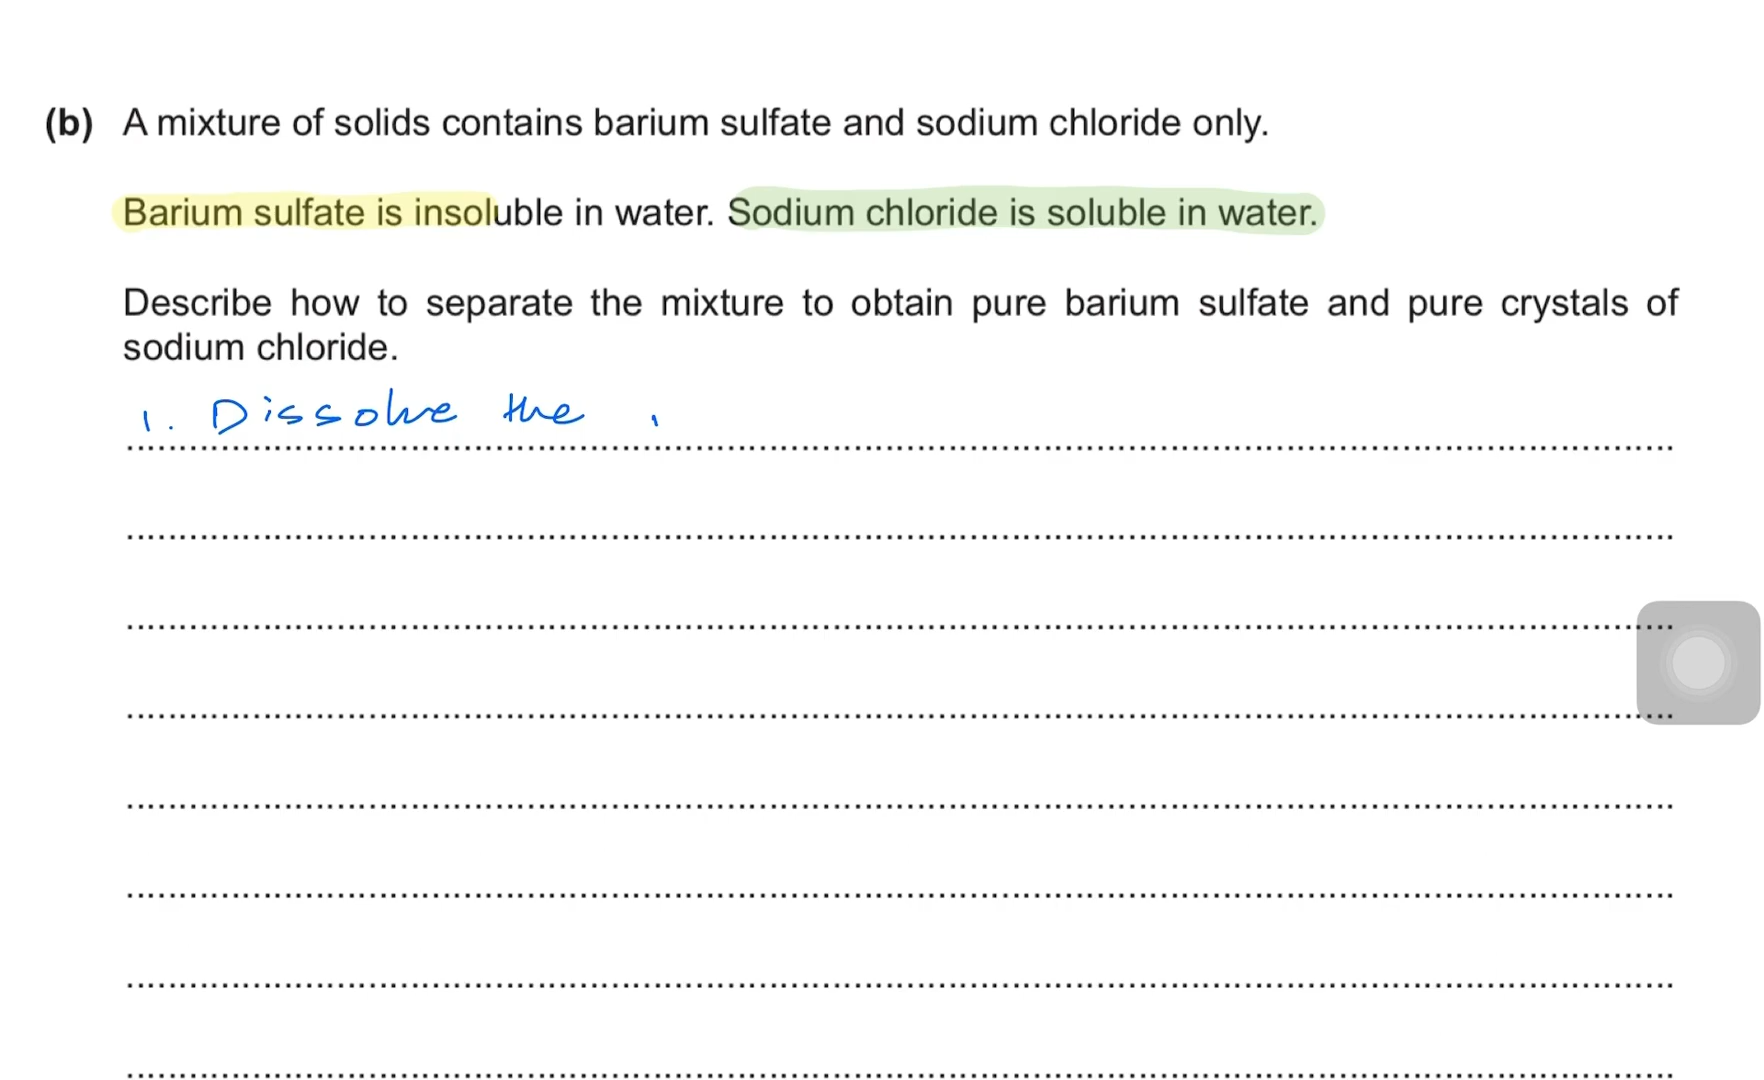 (b) A mixture of solids contains barium sulfate and sodium chloride only.
Barium sulfate is insoluble in water. Sodium chloride is soluble in water.
Describe how to separate the mixture to obtain pure barium sulfate and pure crystals of
sodium chloride.
1. Dissolve the